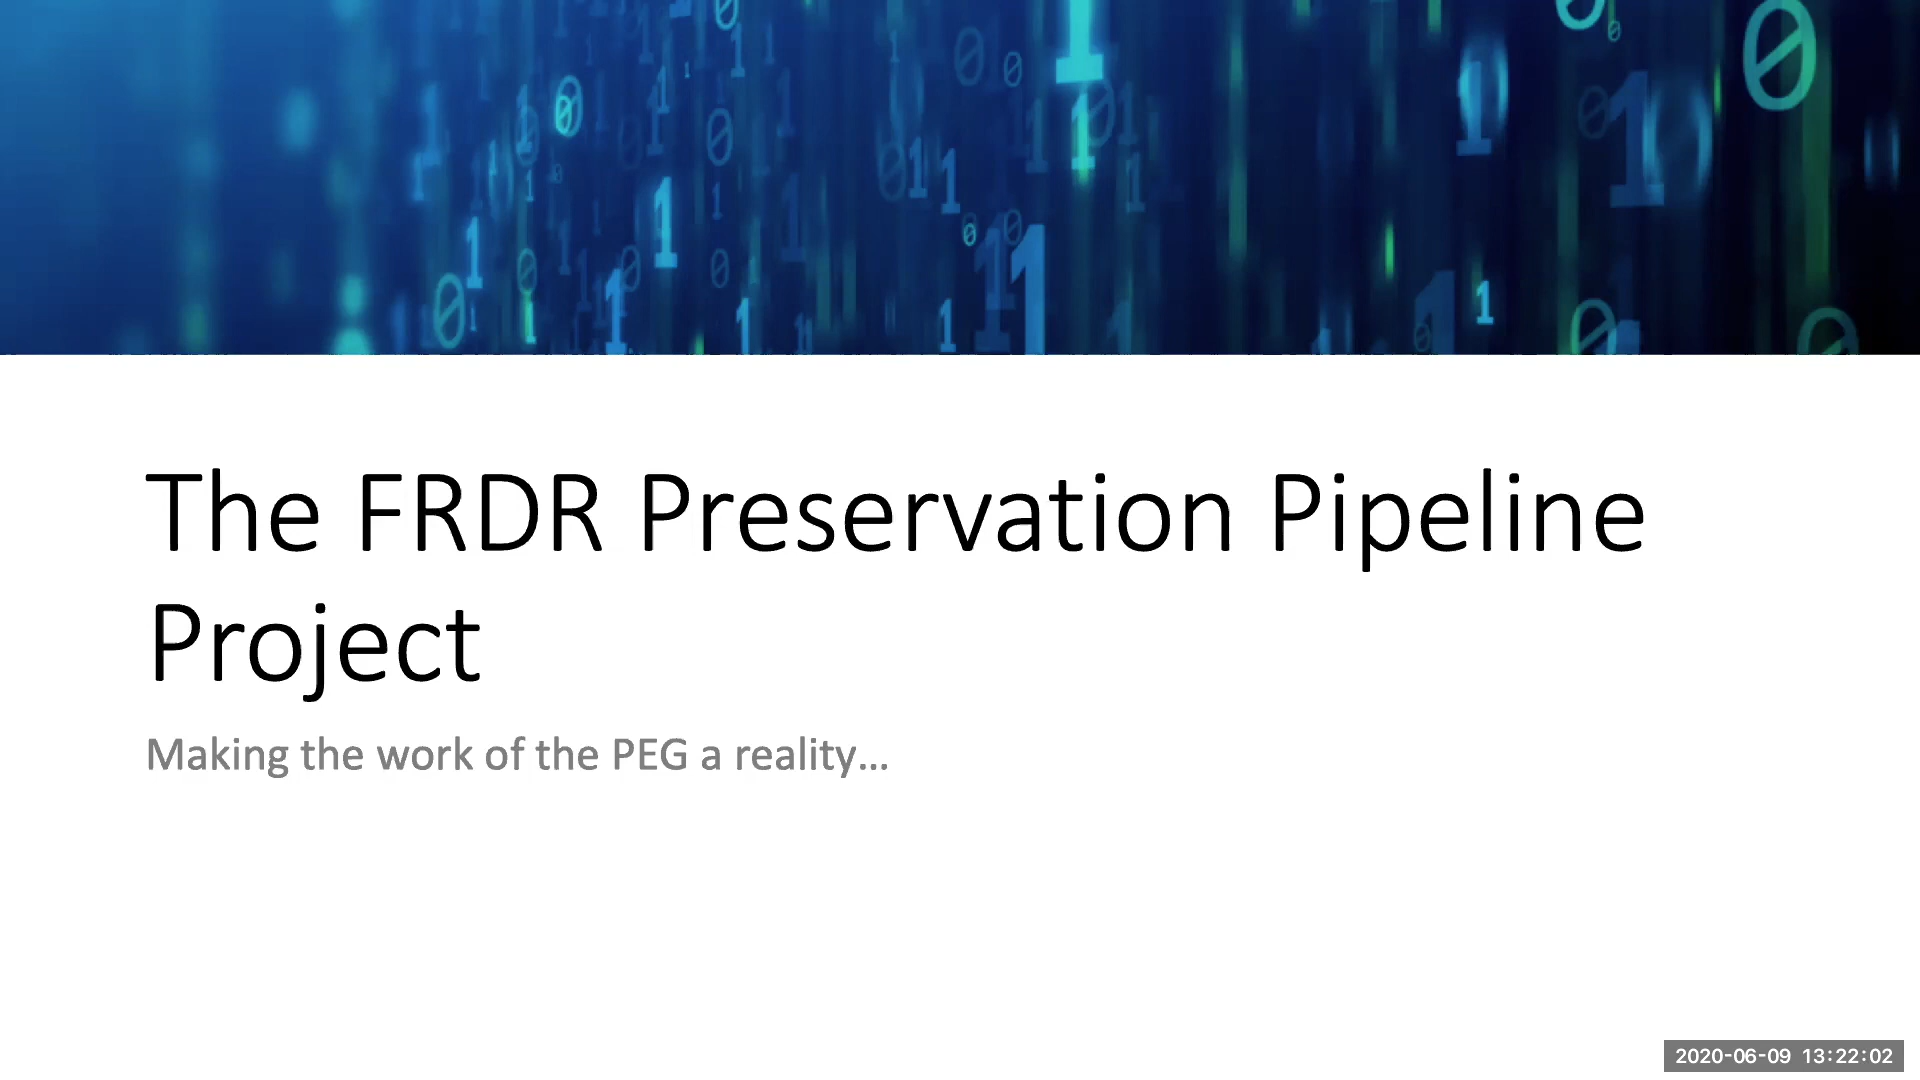 The FRDR Preservation Pipeline
Project
Making the work of the PEG a reality...
2020-06-09 13:22:02